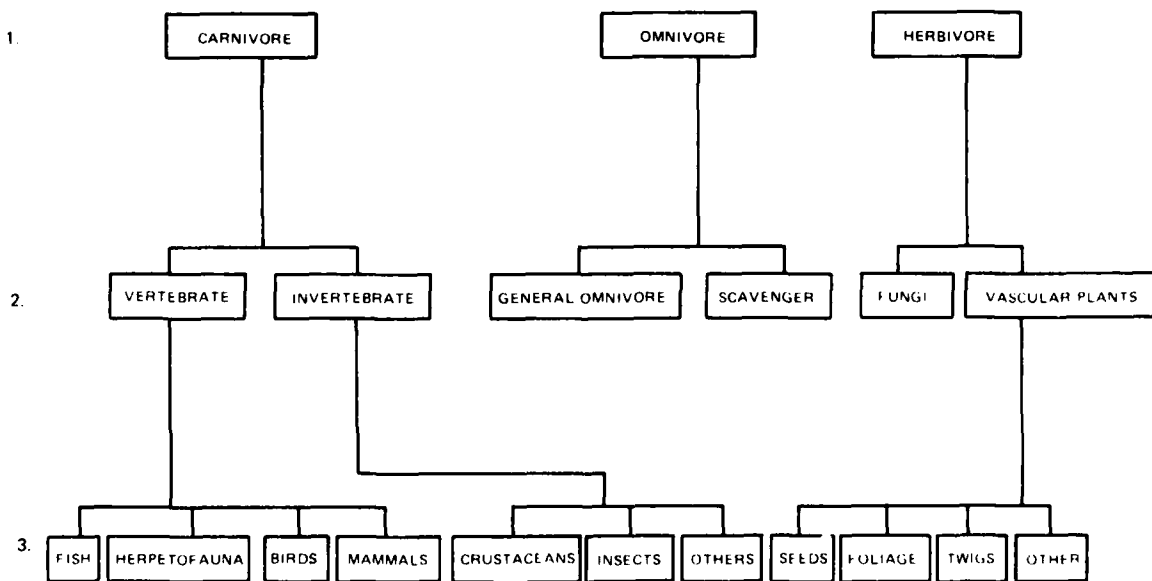 1. CARNIVORE OMNIVORE HERBIVORE
2. VERTEBRATE INVERTEBRATE GENERAL OMNIVORE SCAVENGER FUNGI VASCULAR PLANTS
3. FISH HERPETOFAUNA BIRDS MAMMALS CRUSTACEANS INSECTS OTHERS SEEDS FOLIAGE TWIGS OTHER